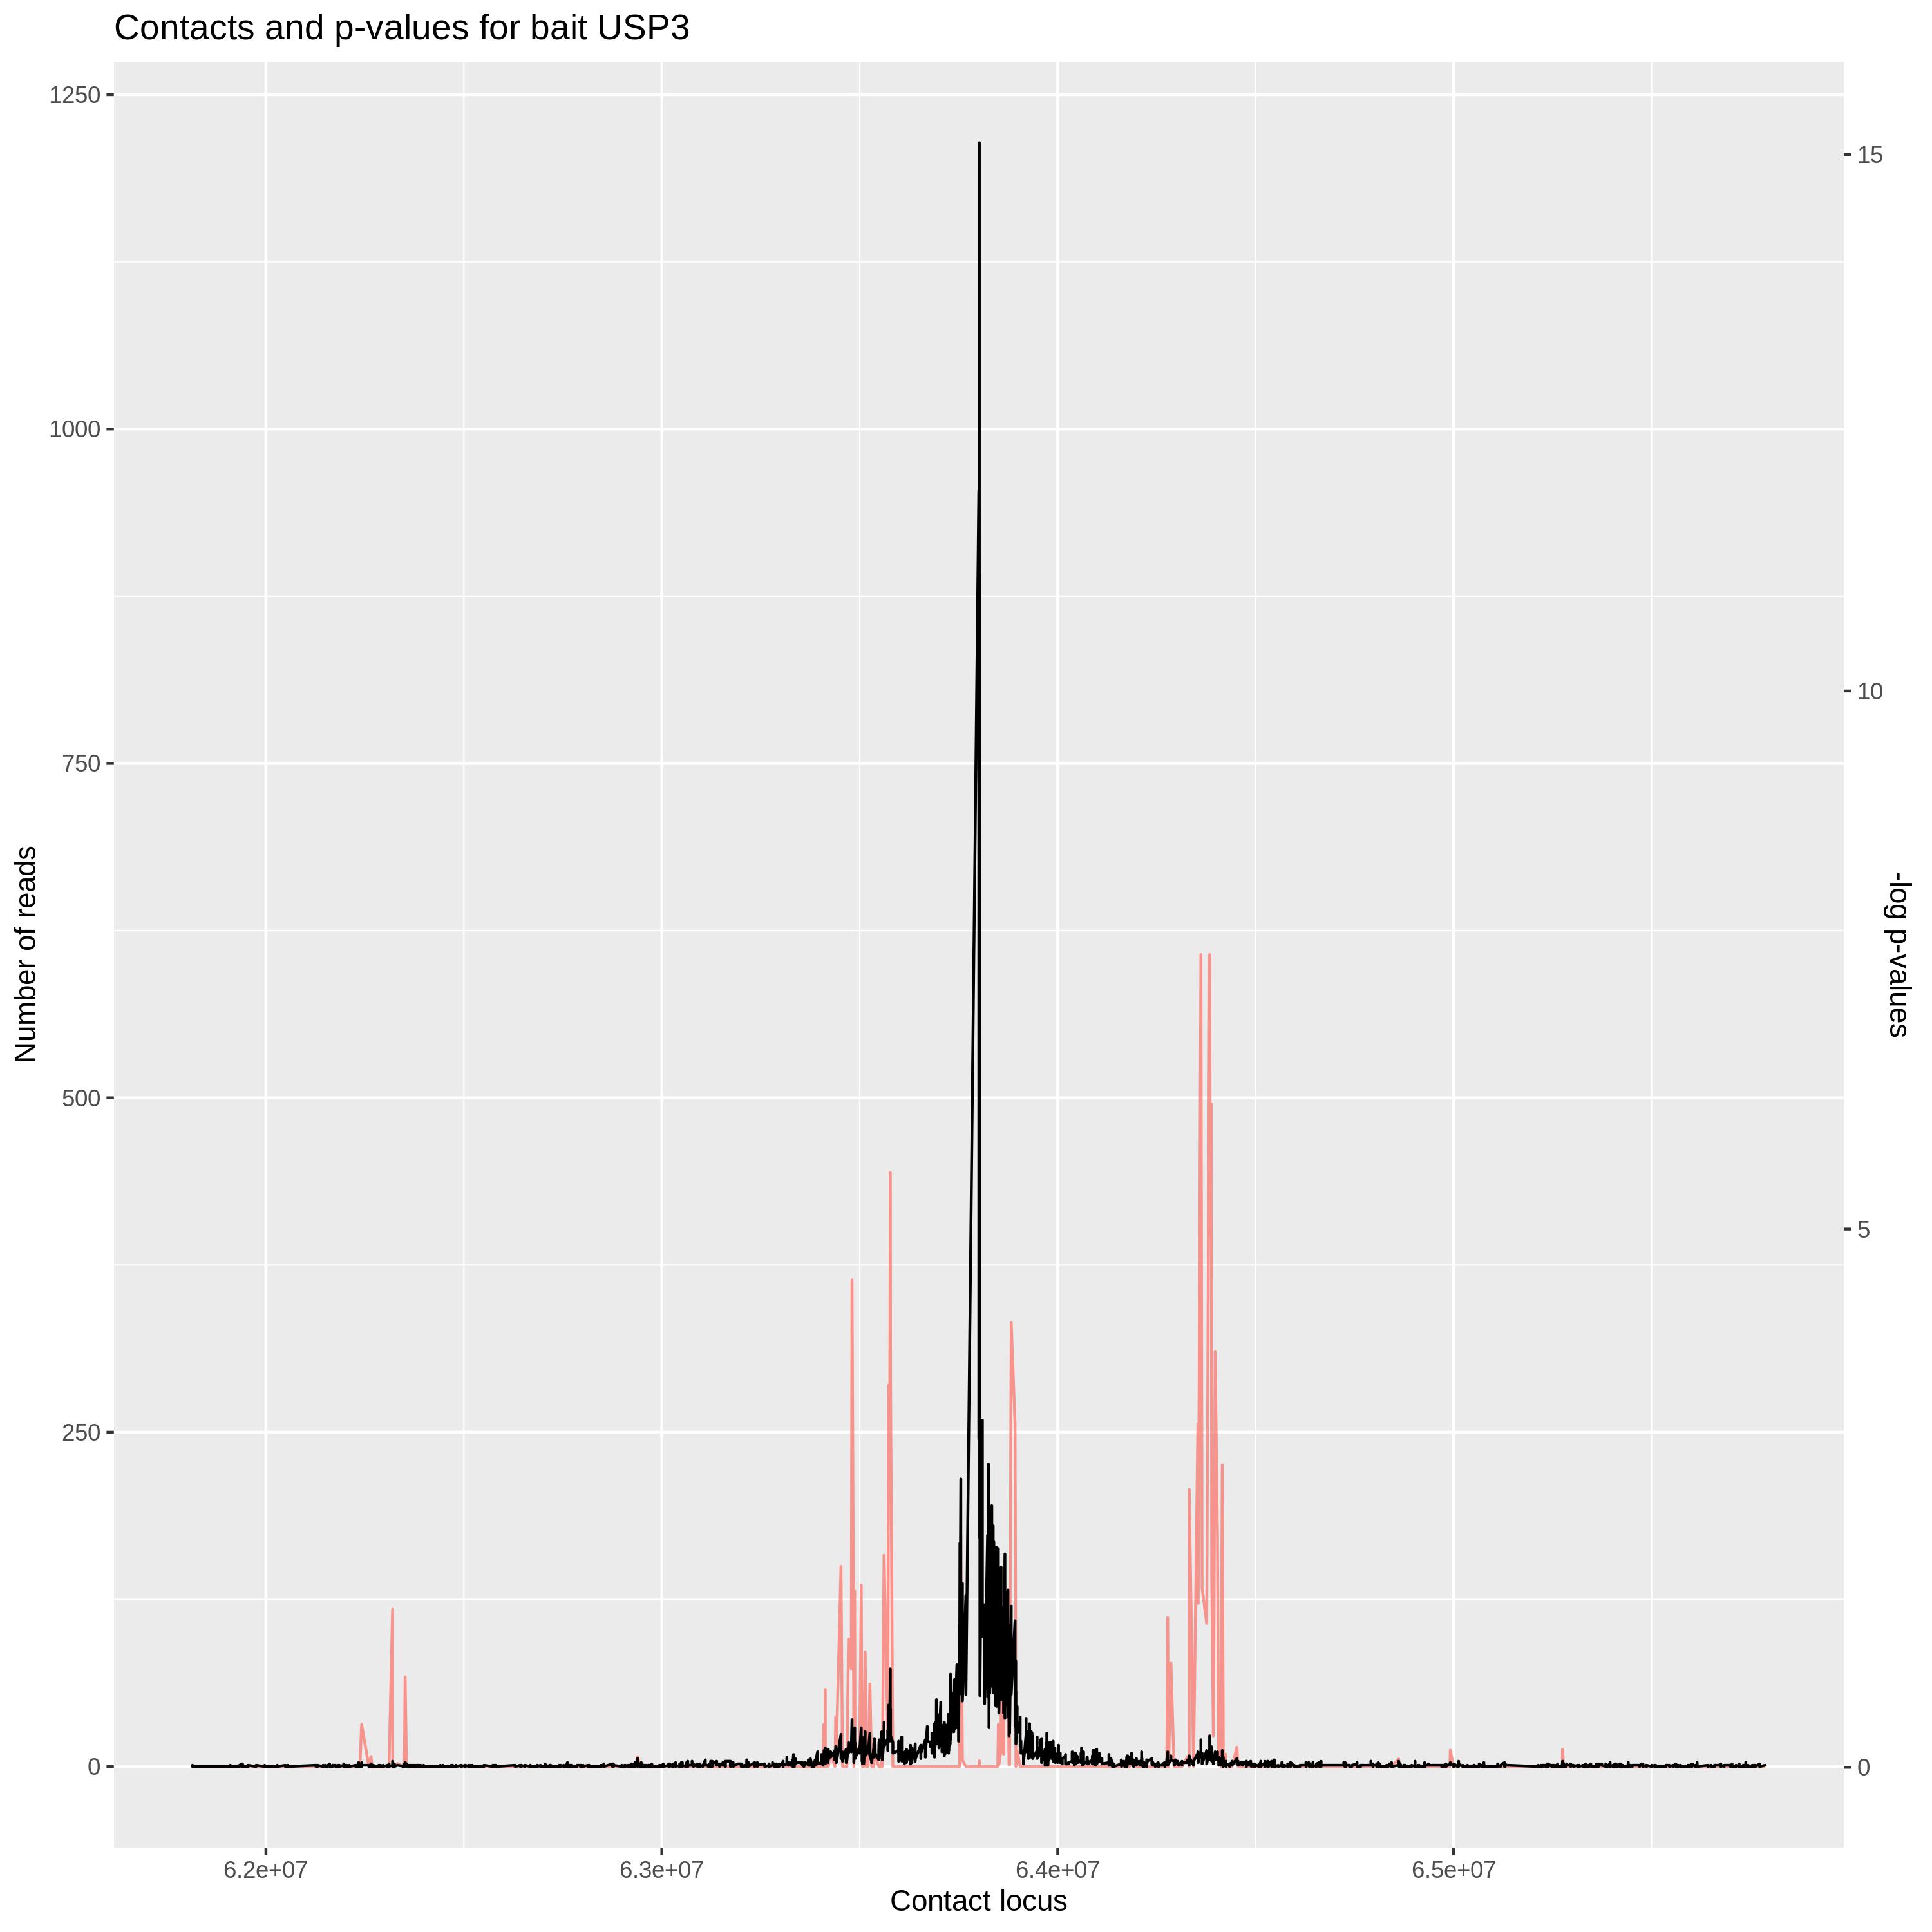 Contacts and p-values for bait USP3
1250
1000
750
500
250
0
Number of reads
15
10
5
0
-log p-values
6.2e+07
6.3e+07
6.4e+07
6.5e+07
Contact locus